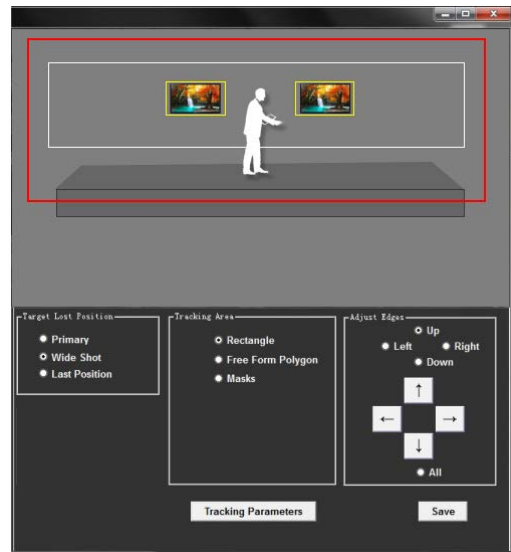 Target Lost Position
Primary
Wide Shot
Last Position
Tracking Area
Rectangle
Free Form Polygon
Masks
Adjust Edges
Up
Left Right
Down
↑
← →
↓
All
Tracking Parameters
Save